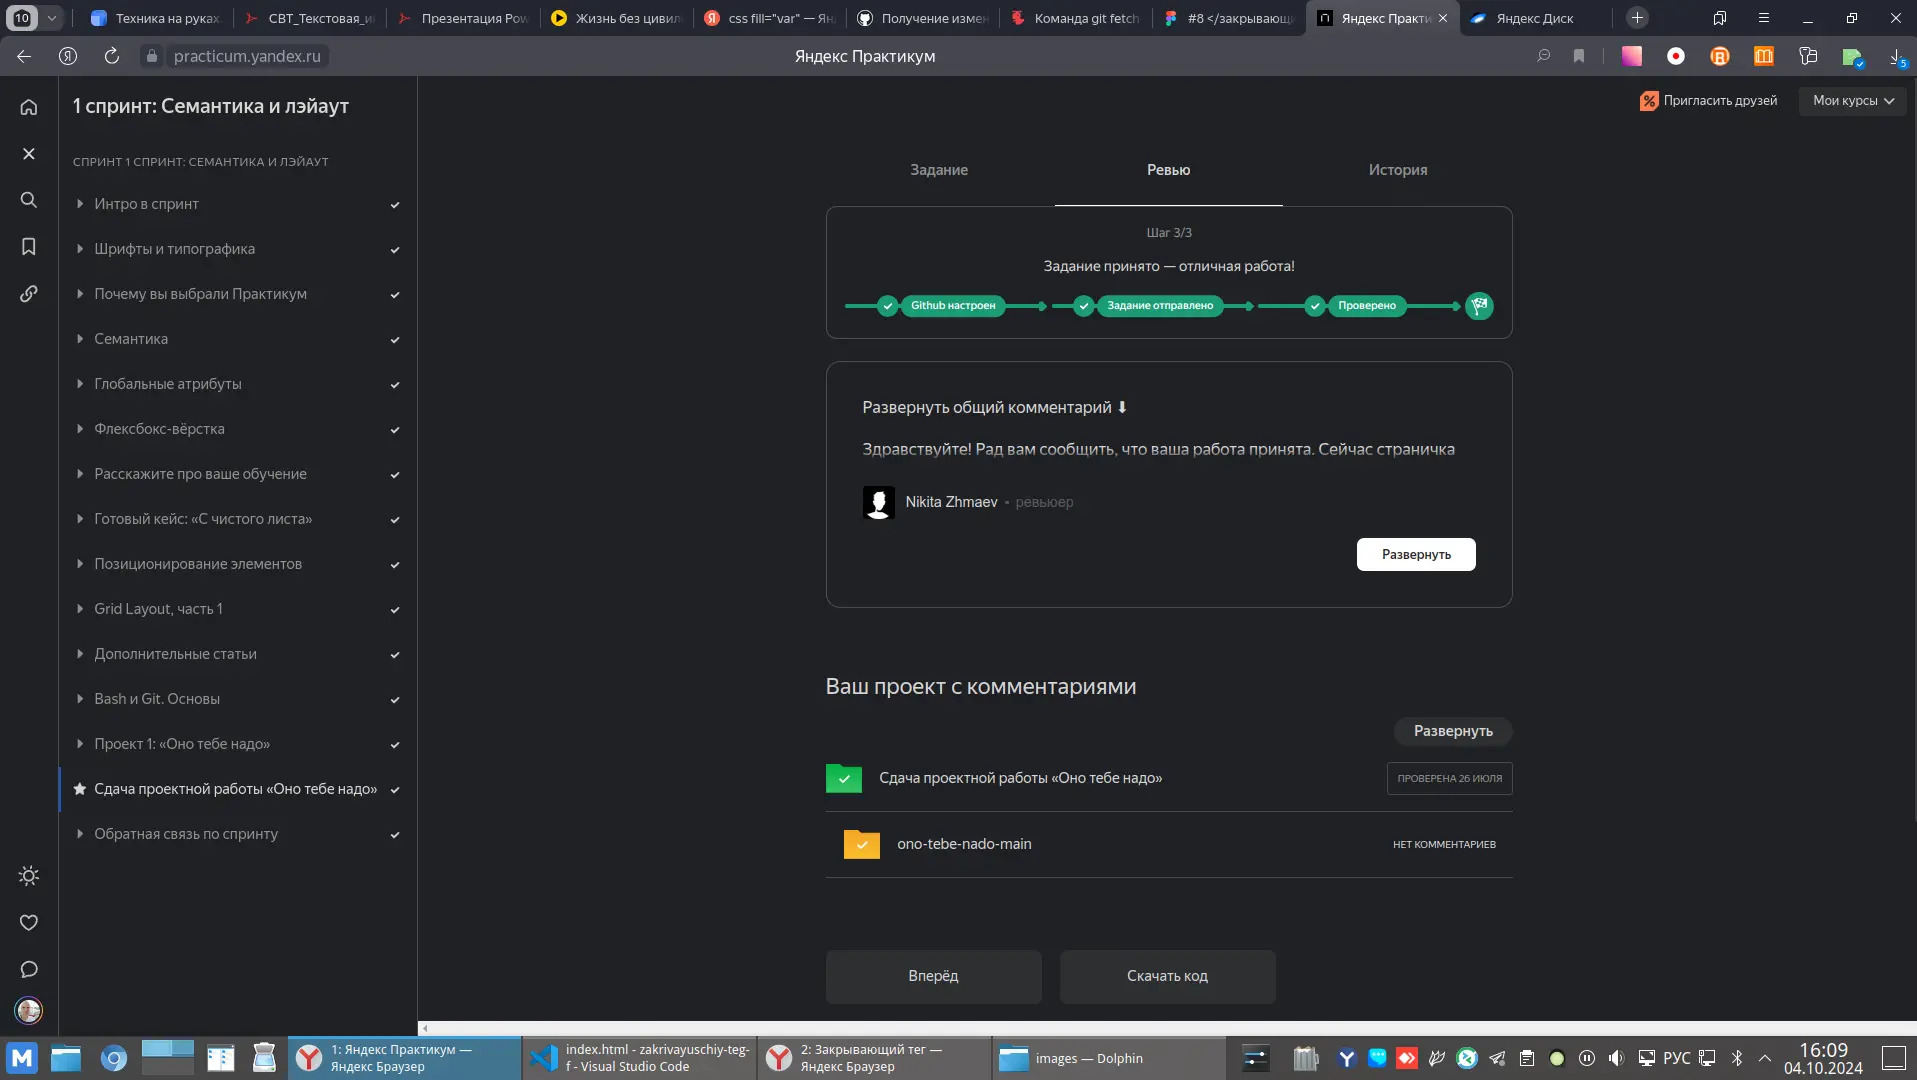 10
Техника на руках
СВТ_Текстовая_и
Презентация Pow
Жизнь без цивил
css fill="var" — Ян
Получение измен
Команда git fetch
#8 </закрывающ
Яндекс Практи
Яндекс Диск
practicum.yandex.ru
Яндекс Практикум
5
1 спринт: Семантика и лэйаут
Пригласить друзей
Мои курсы
СПРИНТ 1 СПРИНТ: СЕМАНТИКА И ЛЭЙАУТ
Интро в спринт
Шрифты и типографика
Почему вы выбрали Практикум
Семантика
Глобальные атрибуты
Флексбокс-вёрстка
Расскажите про ваше обучение
Готовый кейс: «С чистого листа»
Позиционирование элементов
Grid Layout, часть 1
Дополнительные статьи
Bash и Git. Основы
Проект 1: «Оно тебе надо»
Сдача проектной работы «Оно тебе надо»
Обратная связь по спринту
Задание
Ревью
История
Шаг 3/3
Задание принято — отличная работа!
Github настроен
Задание отправлено
Проверено
Развернуть общий комментарий ⬇
Здравствуйте! Рад вам сообщить, что ваша работа принята. Сейчас страничка
Nikita Zhmaev • ревьюер
Развернуть
Ваш проект с комментариями
Развернуть
Сдача проектной работы «Оно тебе надо»
ПРОВЕРЕНА 26 ИЮЛЯ
ono-tebe-nado-main
НЕТ КОММЕНТАРИЕВ
Вперёд
Скачать код
1: Яндекс Практикум —
Яндекс Браузер
index.html - zakrivayuschiy-teg-
f - Visual Studio Code
2: Закрывающий тег —
Яндекс Браузер
images — Dolphin
РУС
16:09
04.10.2024